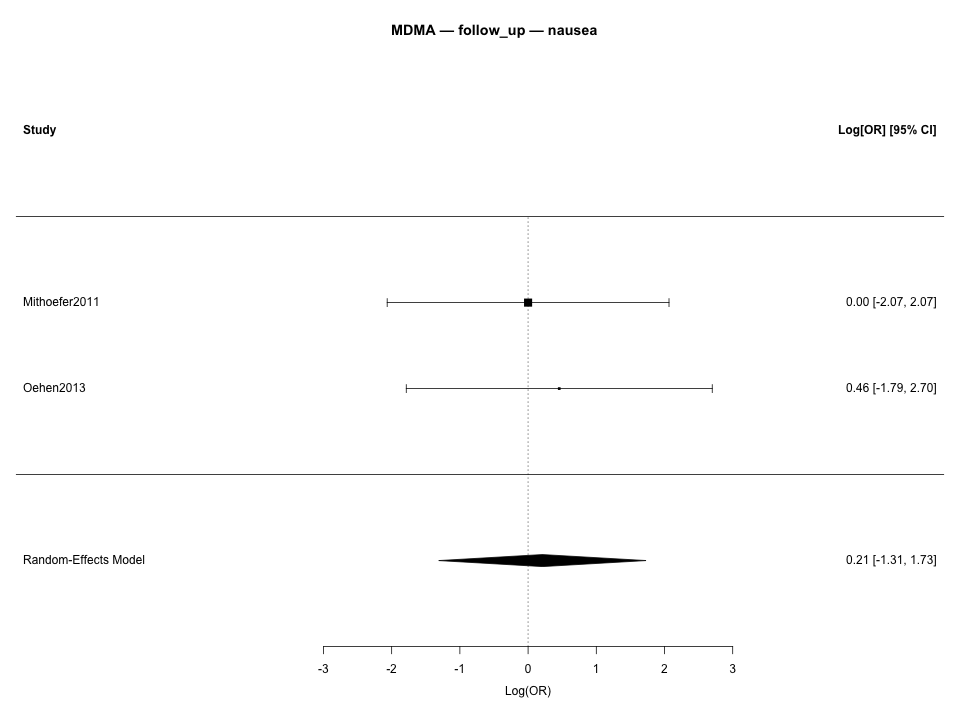 MDMA — follow_up — nausea
Study Log[OR] [95% CI]
Mithoefer2011 0.00 [-2.07, 2.07]
Oehen2013 0.46 [-1.79, 2.70]
Random-Effects Model 0.21 [-1.31, 1.73]
-3 -2 -1 0 1 2 3
Log(OR)